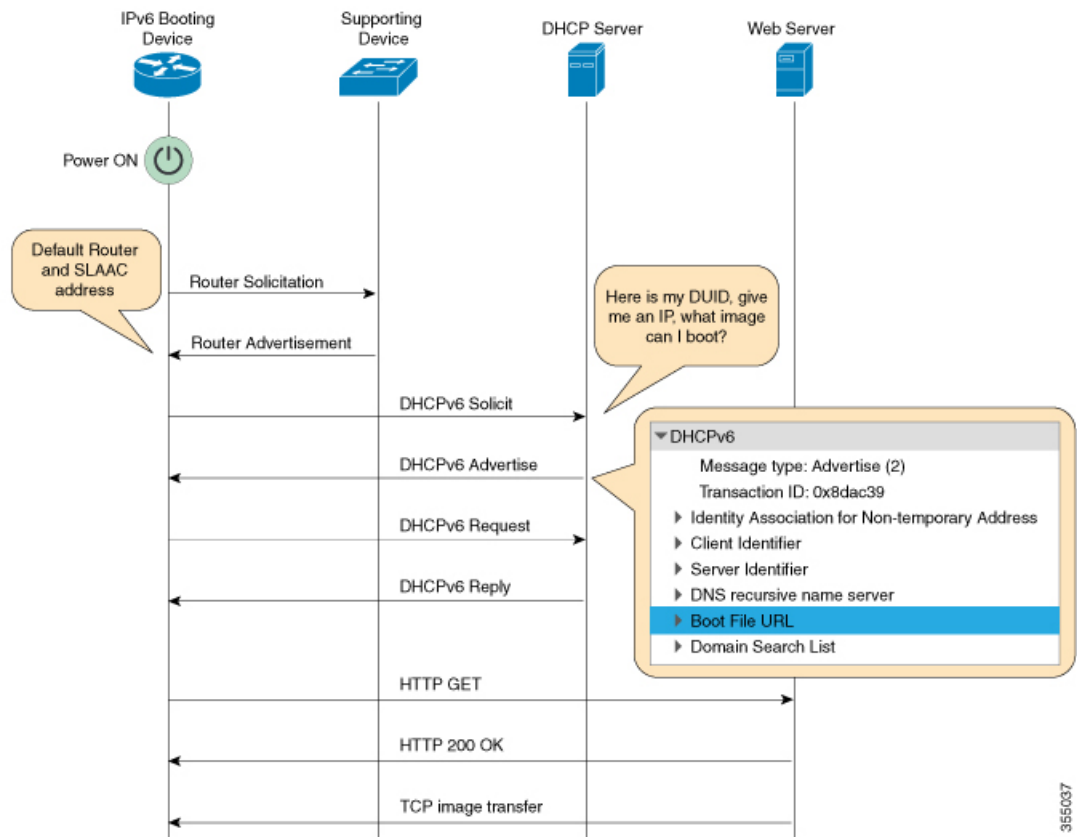 IPv6 Booting
Device
Supporting
Device
DHCP Server
Web Server
Power ON
Default Router
and SLAAC
address
Router Solicitation
Here is my DUID, give
me an IP, what image
can I boot?
Router Advertisement
DHCPv6 Solicit
DHCPv6 Advertise
DHCPv6
Message type: Advertise (2)
Transaction ID: 0x8dac39
Identity Association for Non-temporary Address
Client Identifier
Server Identifier
DNS recursive name server
Boot File URL
Domain Search List
DHCPv6 Request
DHCPv6 Reply
HTTP GET
HTTP 200 OK
TCP image transfer
355037